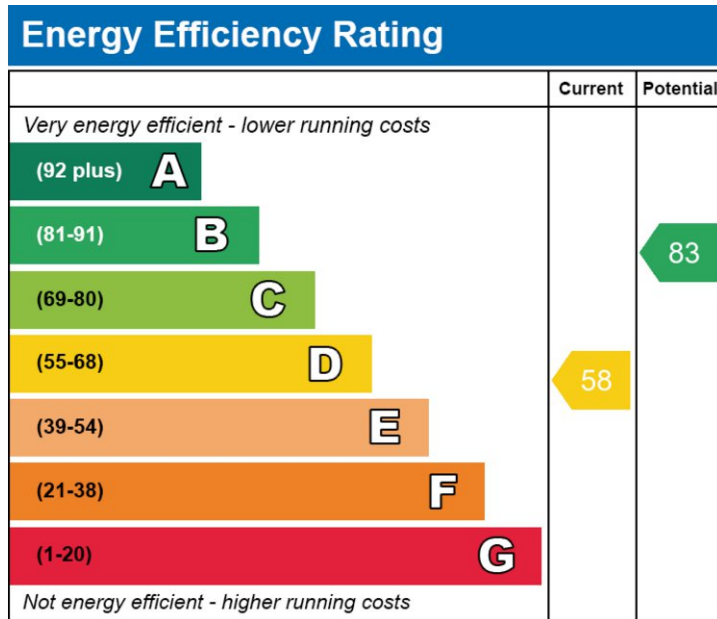 Energy Efficiency Rating
Current Potential
Very energy efficient - lower running costs
(92 plus) A
(81-91) B
83
(69-80) C
(55-68) D
58
(39-54) E
(21-38) F
(1-20) G
Not energy efficient - higher running costs